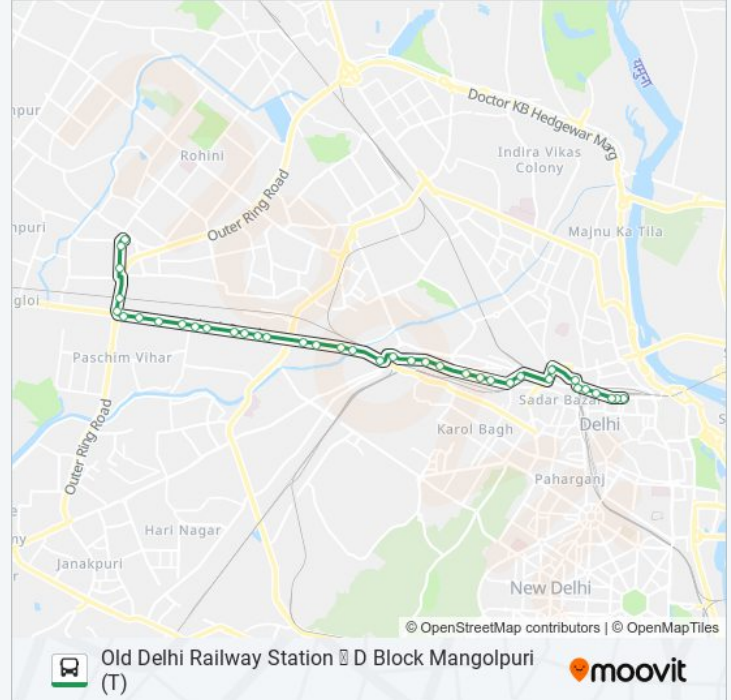 Doctor KB Hedgewar Marg
यमुना
npur
Rohini
Indira Vikas
Colony
Outer Ring Road
npuri
Majnu Ka Tila
gloi
Paschim Vihar
Sadar Bazar
Delhi
Karol Bagh
Outer Ring Road
Paharganj
Hari Nagar
Janakpuri
New Delhi
© OpenStreetMap contributors | © OpenMapTiles
Old Delhi Railway Station D Block Mangolpuri
(T)
moovit